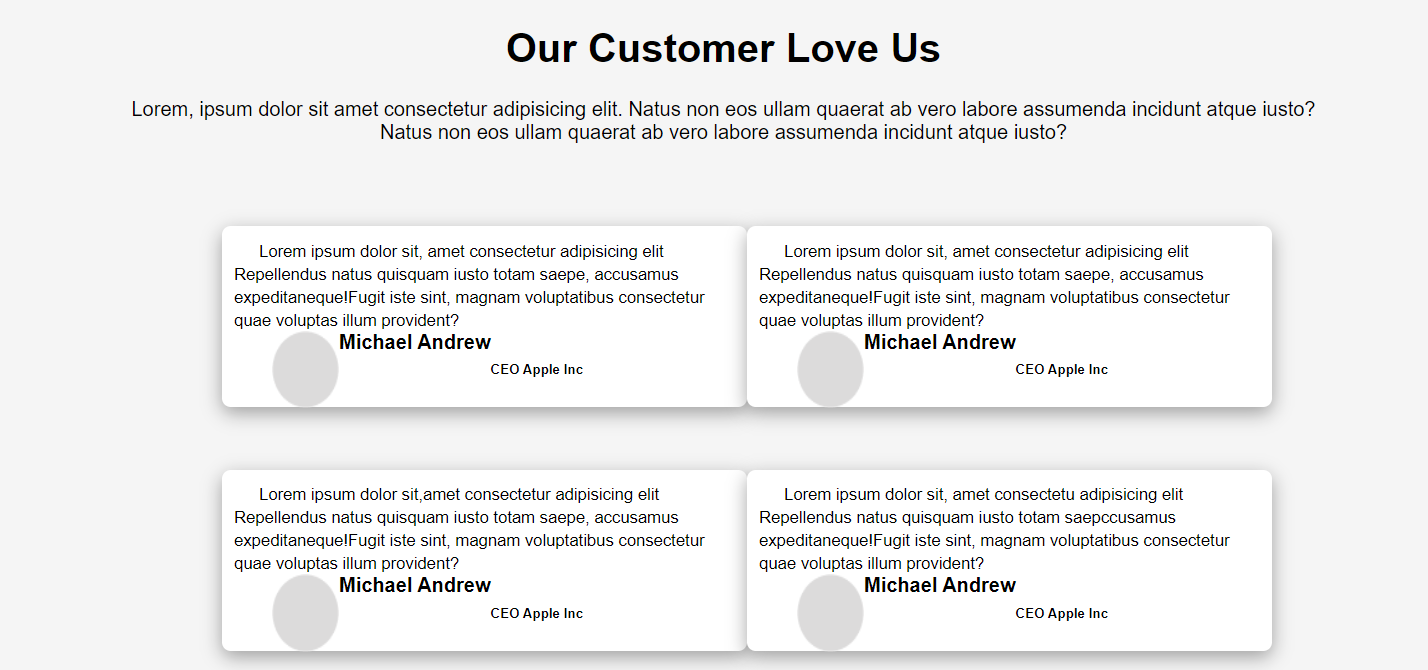 Our Customer Love Us
Lorem, ipsum dolor sit amet consectetur adipisicing elit. Natus non eos ullam quaerat ab vero labore assumenda incidunt atque iusto?
Natus non eos ullam quaerat ab vero labore assumenda incidunt atque iusto?
Lorem ipsum dolor sit, amet consectetur adipisicing elit
Repellendus natus quisquam iusto totam saepe, accusamus
expeditaneque!Fugit iste sint, magnam voluptatibus consectetur
quae voluptas illum provident?
Michael Andrew
CEO Apple Inc
Lorem ipsum dolor sit, amet consectetur adipisicing elit
Repellendus natus quisquam iusto totam saepe, accusamus
expeditaneque!Fugit iste sint, magnam voluptatibus consectetur
quae voluptas illum provident?
Michael Andrew
CEO Apple Inc
Lorem ipsum dolor sit,amet consectetur adipisicing elit
Repellendus natus quisquam iusto totam saepe, accusamus
expeditaneque!Fugit iste sint, magnam voluptatibus consectetur
quae voluptas illum provident?
Michael Andrew
CEO Apple Inc
Lorem ipsum dolor sit, amet consectetu adipisicing elit
Repellendus natus quisquam iusto totam saepccusamus
expeditaneque!Fugit iste sint, magnam voluptatibus consectetur
quae voluptas illum provident?
Michael Andrew
CEO Apple Inc